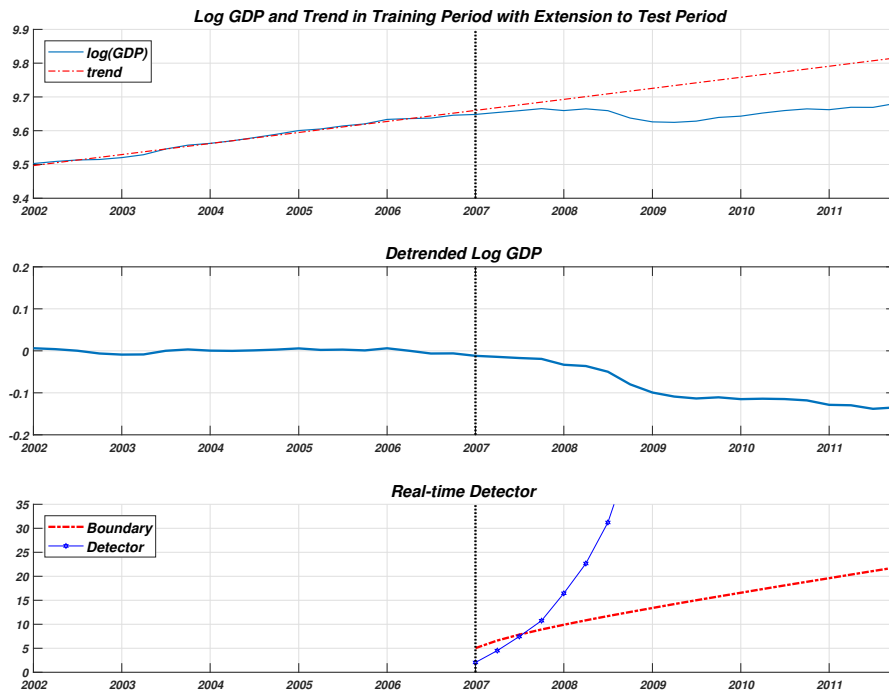 Log GDP and Trend in Training Period with Extension to Test Period
9.9
9.8
9.7
9.6
9.5
9.4
log(GDP)
trend
2002 2003 2004 2005 2006 2007 2008 2009 2010 2011
Detrended Log GDP
0.2
0.1
0
-0.1
-0.2
2002 2003 2004 2005 2006 2007 2008 2009 2010 2011
Real-time Detector
35
30
25
20
15
10
5
0
Boundary
Detector
2002 2003 2004 2005 2006 2007 2008 2009 2010 2011